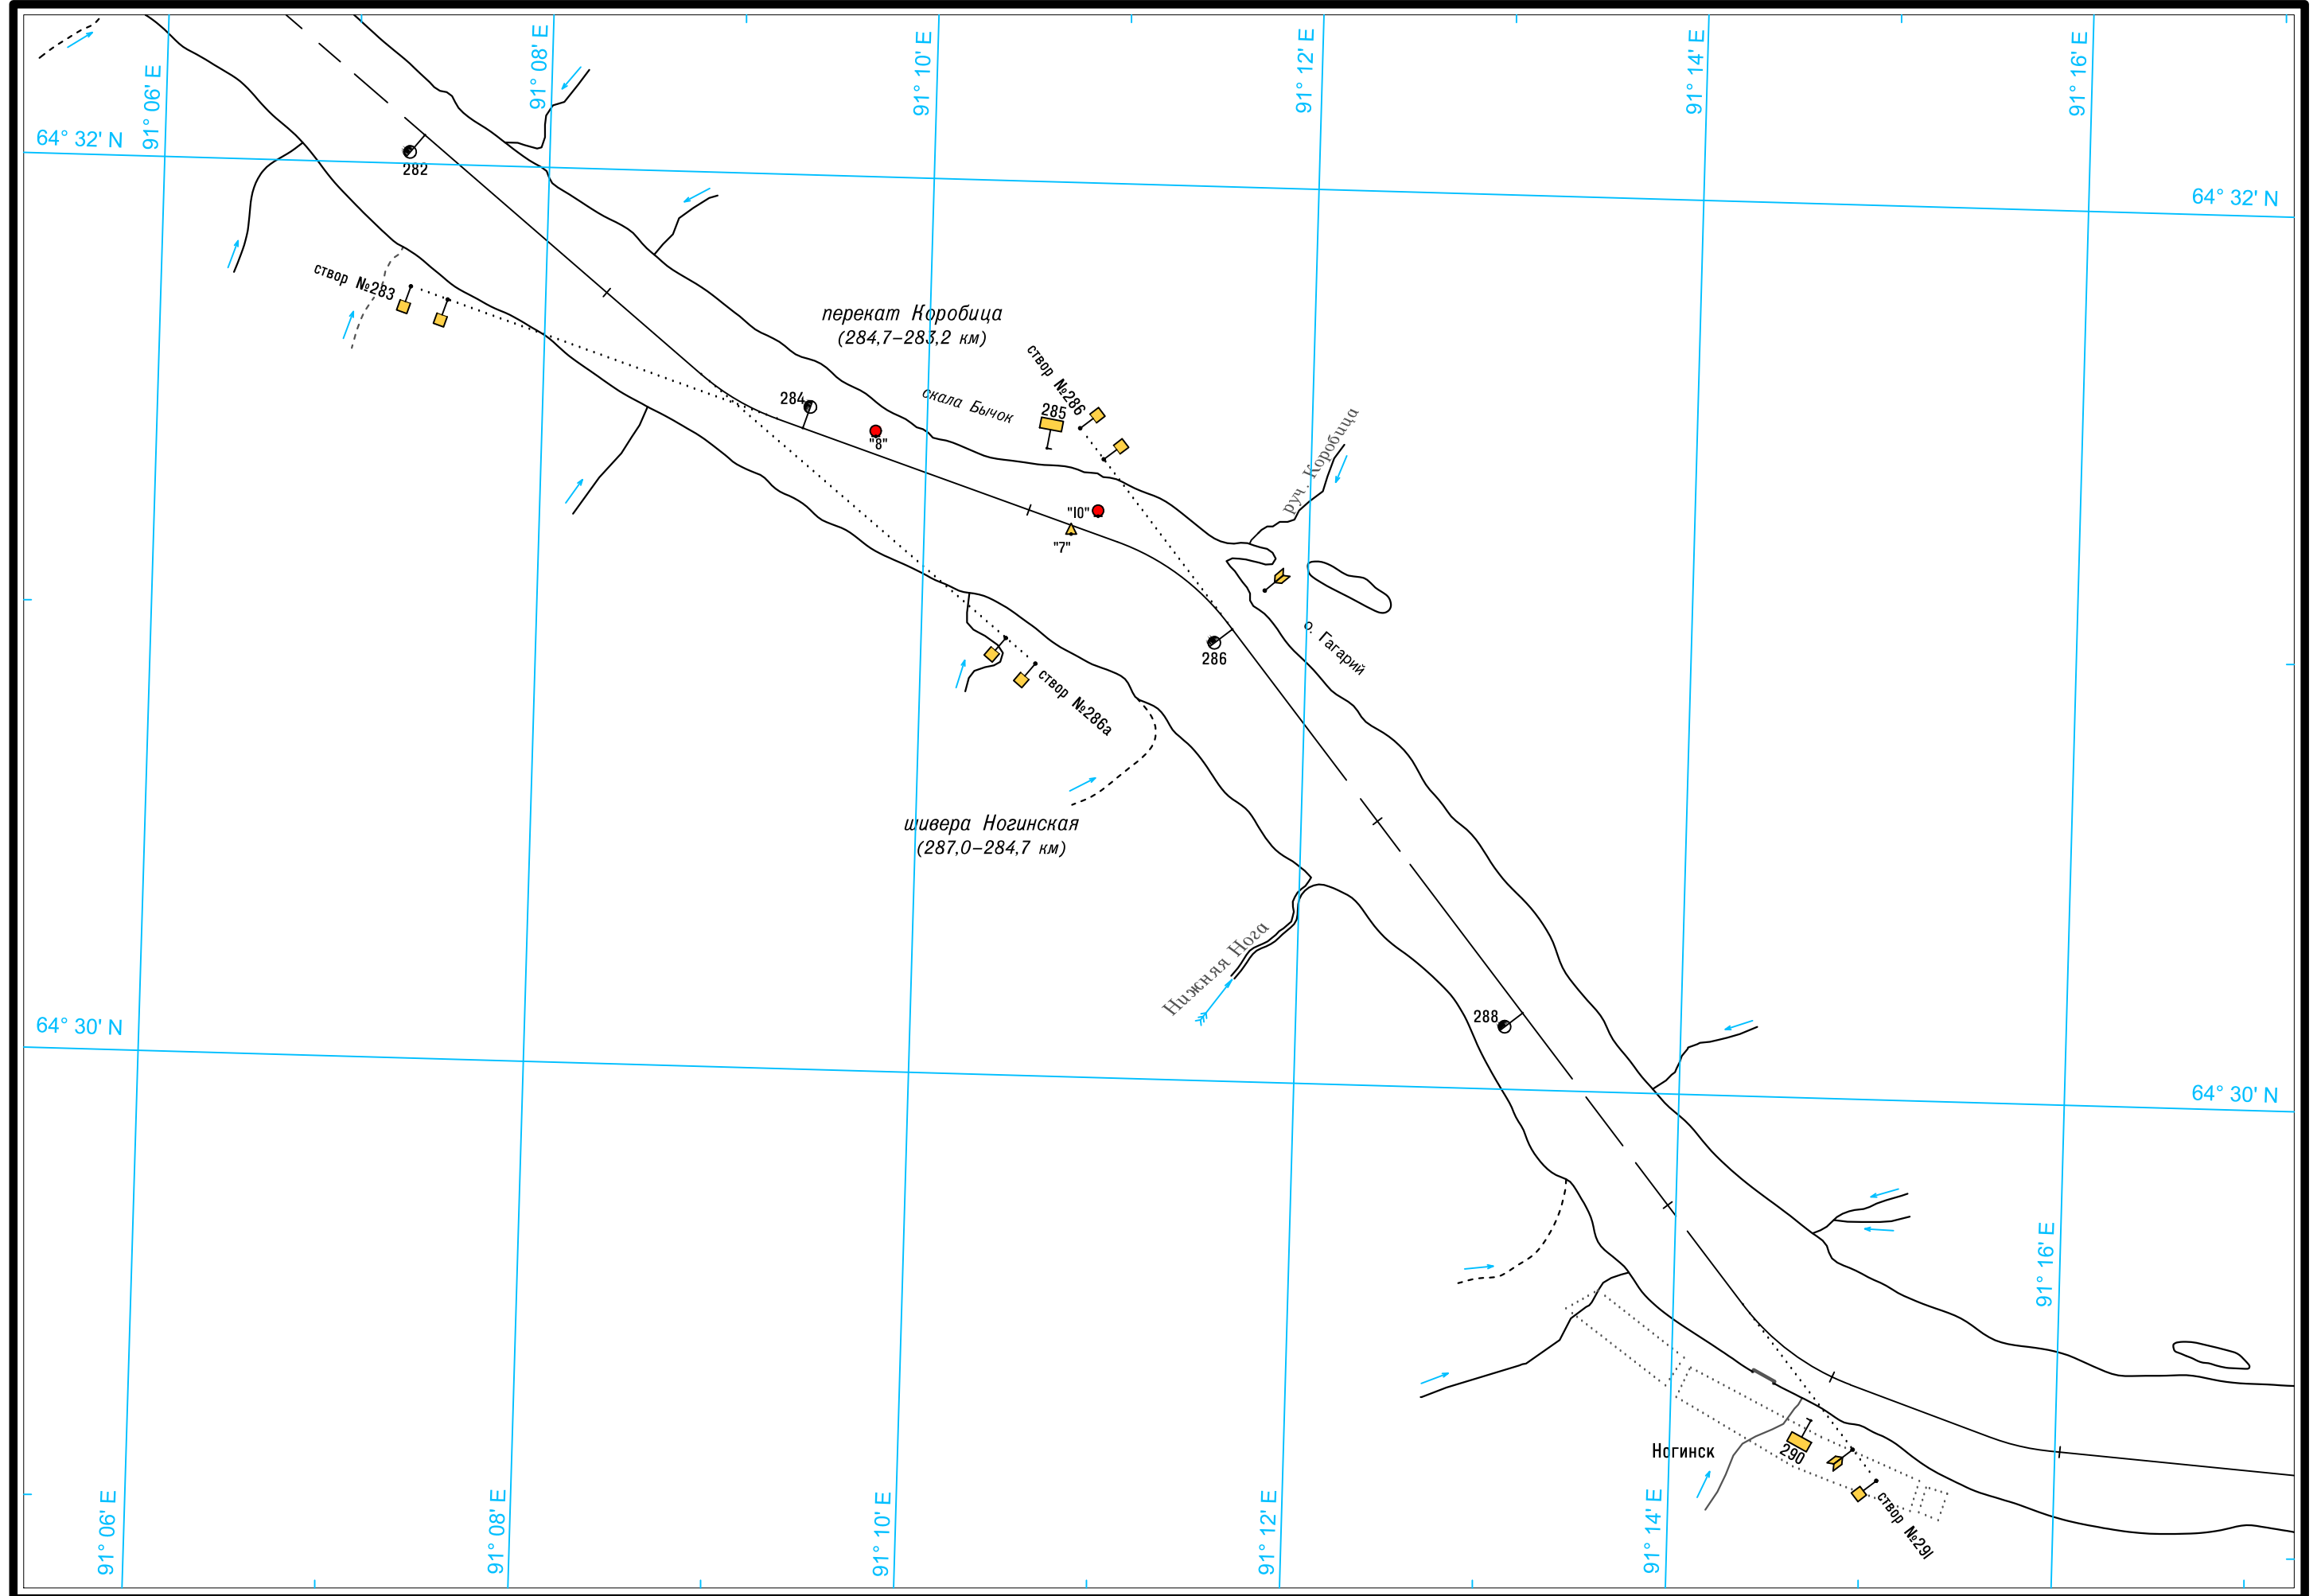 91° 06' E
91° 08' E
91° 10' E
91° 12' E
91° 14' E
91° 16' E
64° 32' N
64° 32' N
282
створ №283
перекат Коробица
(284,7–283,2 км)
284
"8"
скала Бычок
створ №286
285
руч. Коробица
"10"
"7"
286
о. Гагарий
створ №286а
шивера Ногинская
(287,0–284,7 км)
Нижняя Нога
288
64° 30' N
64° 30' N
91° 16' E
Ногинск
290
створ №291
91° 06' E
91° 08' E
91° 10' E
91° 12' E
91° 14' E